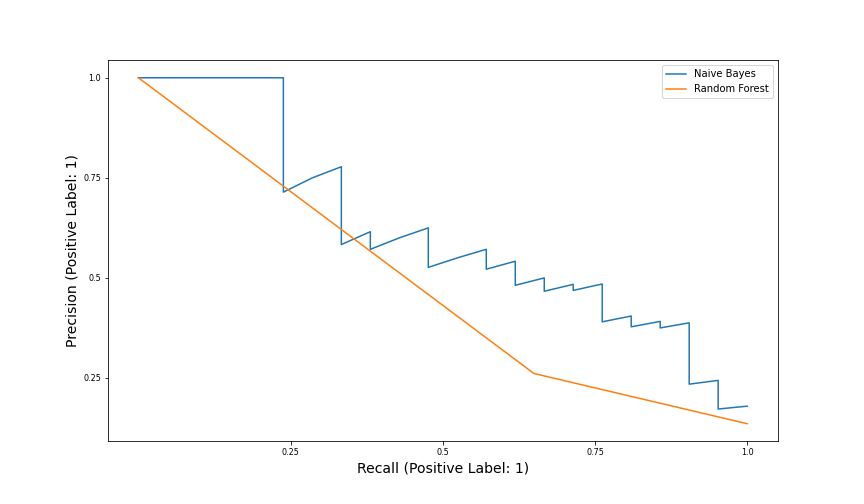 Naive Bayes
Random Forest
1.0
0.75
0.5
0.25
Precision (Positive Label: 1)
0.25
0.5
0.75
1.0
Recall (Positive Label: 1)